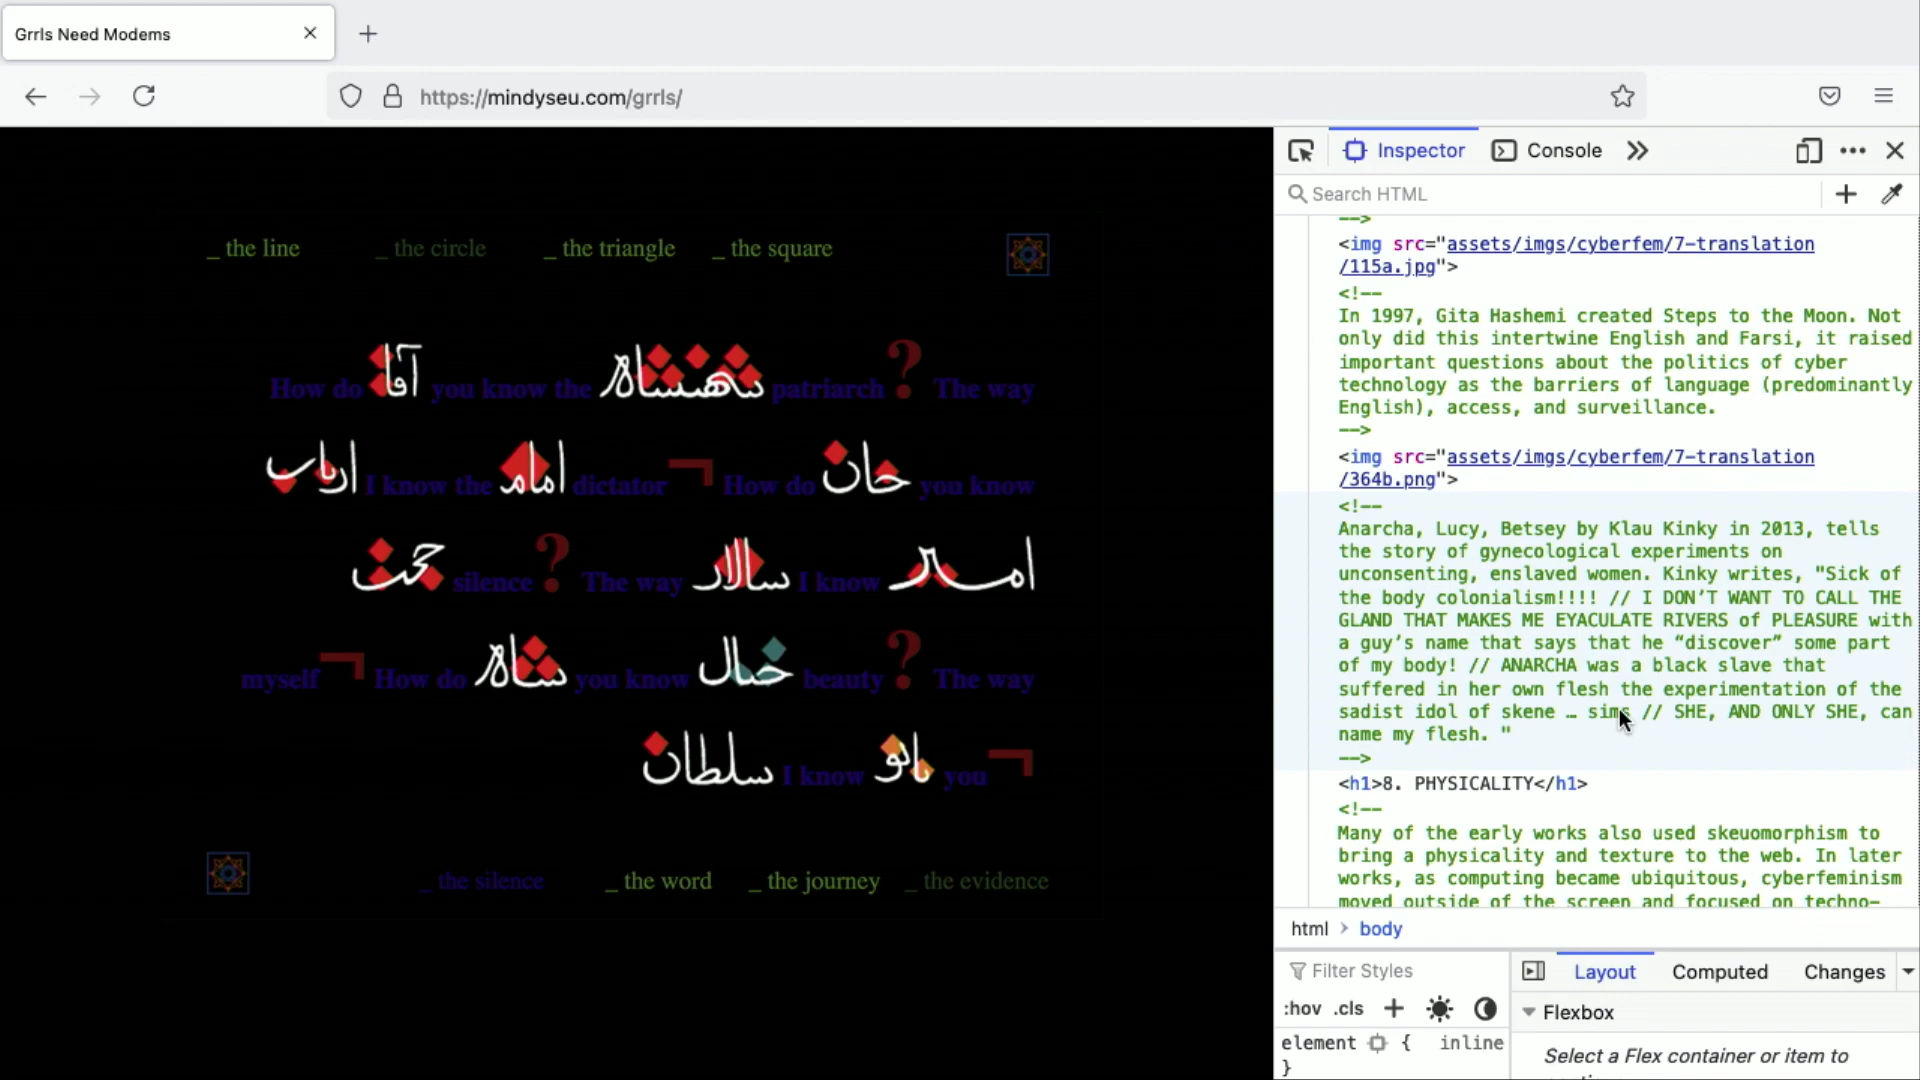 Grrls Need Modems
https://mindyseu.com/grrls/
_ the line _ the circle _ the triangle _ the square
How do آقا you know the شهنشاه patriarch ? The way
ارباب I know the امام dictator How do خان you know
silence ? The way سالار I know امیر
myself How do شاه you know خیال beauty ? The way
سلطان I know بانو you
_ the silence _ the word _ the journey _ the evidence
Inspector Console
Search HTML
-->
<img src="assets/imgs/cyberfem/7-translation
/115a.jpg">
<!--
In 1997, Gita Hashemi created Steps to the Moon. Not
only did this intertwine English and Farsi, it raised
important questions about the politics of cyber
technology as the barriers of language (predominantly
English), access, and surveillance.
-->
<img src="assets/imgs/cyberfem/7-translation
/364b.png">
<!--
Anarcha, Lucy, Betsey by Klau Kinky in 2013, tells
the story of gynecological experiments on
unconsenting, enslaved women. Kinky writes, "Sick of
the body colonialism!!!! // I DON’T WANT TO CALL THE
GLAND THAT MAKES ME EYACULATE RIVERS of PLEASURE with
a guy’s name that says that he “discover” some part
of my body! // ANARCHA was a black slave that
suffered in her own flesh the experimentation of the
sadist idol of skene … sims // SHE, AND ONLY SHE, can
name my flesh. "
-->
<h1>8. PHYSICALITY</h1>
<!--
Many of the early works also used skeuomorphism to
bring a physicality and texture to the web. In later
works, as computing became ubiquitous, cyberfeminism
moved outside of the screen and focused on techno-
html > body
Filter Styles
Layout Computed Changes
:hov .cls +
Flexbox
element { inline
}
Select a Flex container or item to